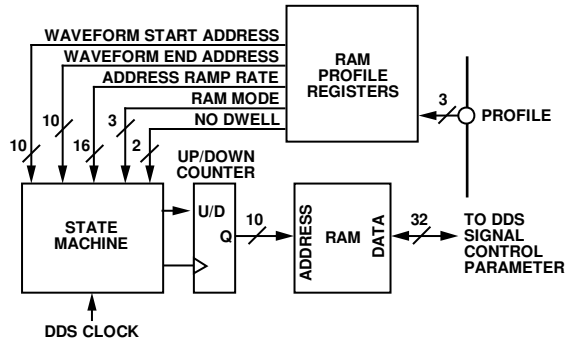 WAVEFORM START ADDRESS
WAVEFORM END ADDRESS
ADDRESS RAMP RATE
RAM MODE
NO DWELL
RAM
PROFILE
REGISTERS
3
PROFILE
10
10
16
3
2
UP/DOWN
COUNTER
STATE
MACHINE
U/D
Q
10
ADDRESS
RAM
DATA
32
TO DDS
SIGNAL
CONTROL
PARAMETER
DDS CLOCK